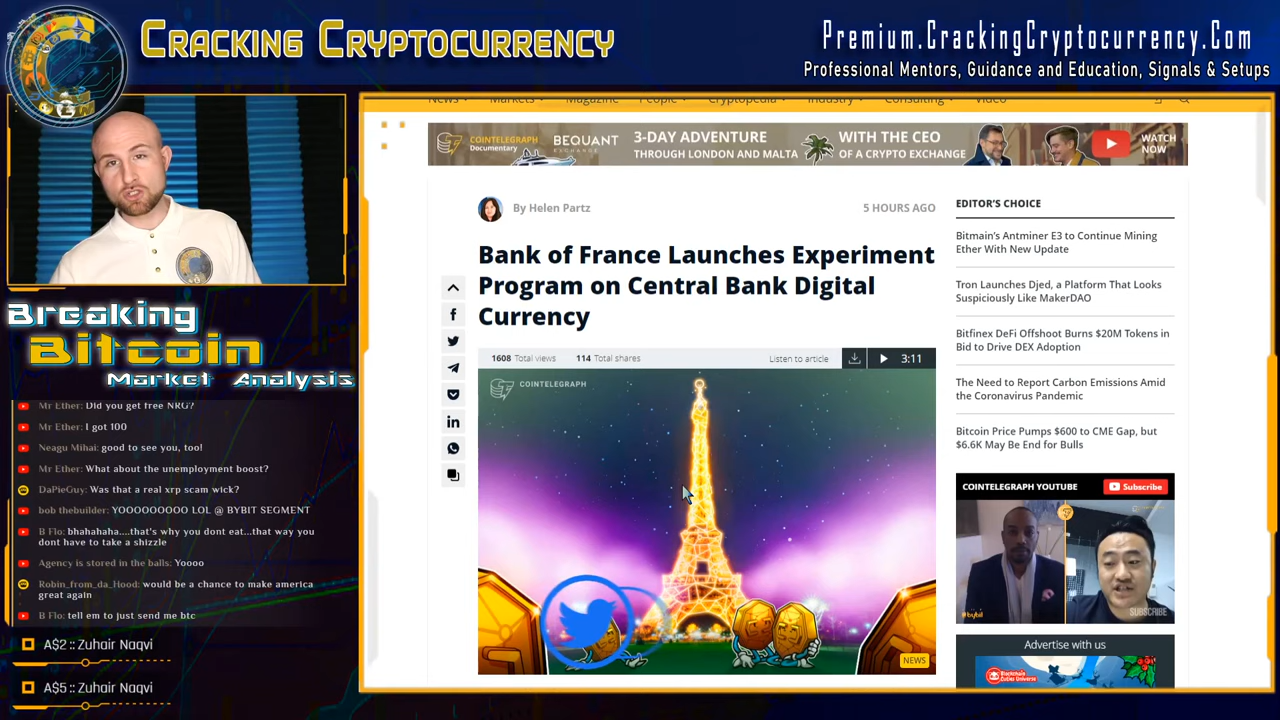 Cracking Cryptocurrency
Premium.CrackingCryptocurrency.Com
Professional Mentors, Guidance and Education, Signals & Setups
News
Markets
Magazine
People
Cryptopedia
Industry
Consulting
Video
COINTELEGRAPH
Documentary
BEQUANT
EXCHANGE
3-DAY ADVENTURE
THROUGH LONDON AND MALTA
WITH THE CEO
OF A CRYPTO EXCHANGE
WATCH
NOW
By Helen Partz
5 HOURS AGO
Bank of France Launches Experiment
Program on Central Bank Digital
Currency
1608 Total views
114 Total shares
Listen to article
3:11
COINTELEGRAPH
NEWS
EDITOR'S CHOICE
Bitmain's Antminer E3 to Continue Mining
Ether With New Update
Tron Launches Djed, a Platform That Looks
Suspiciously Like MakerDAO
Bitfinex DeFi Offshoot Burns $20M Tokens in
Bid to Drive DEX Adoption
The Need to Report Carbon Emissions Amid
the Coronavirus Pandemic
Bitcoin Price Pumps $600 to CME Gap, but
$6.6K May Be End for Bulls
COINTELEGRAPH YOUTUBE
Subscribe
SUBSCRIBE
Advertise with us
Breaking
Bitcoin
Market Analysis
Mr Ether: Did you get free NRG?
Mr Ether: I got 100
Neagu Mihai: good to see you, too!
Mr Ether: What about the unemployment boost?
DaPieGuy: Was that a real xrp scam wick?
bob thebuilder: YOOOOOOOOO LOL @ BYBIT SEGMENT
B Flo: bhahahaha....that's why you dont eat...that way you
dont have to take a shizzle
Agency is stored in the balls: Yoooo
Robin_from_da_Hood: would be a chance to make america
great again
B Flo: tell em to just send me btc
A$2 :: Zuhair Naqvi
A$5 :: Zuhair Naqvi